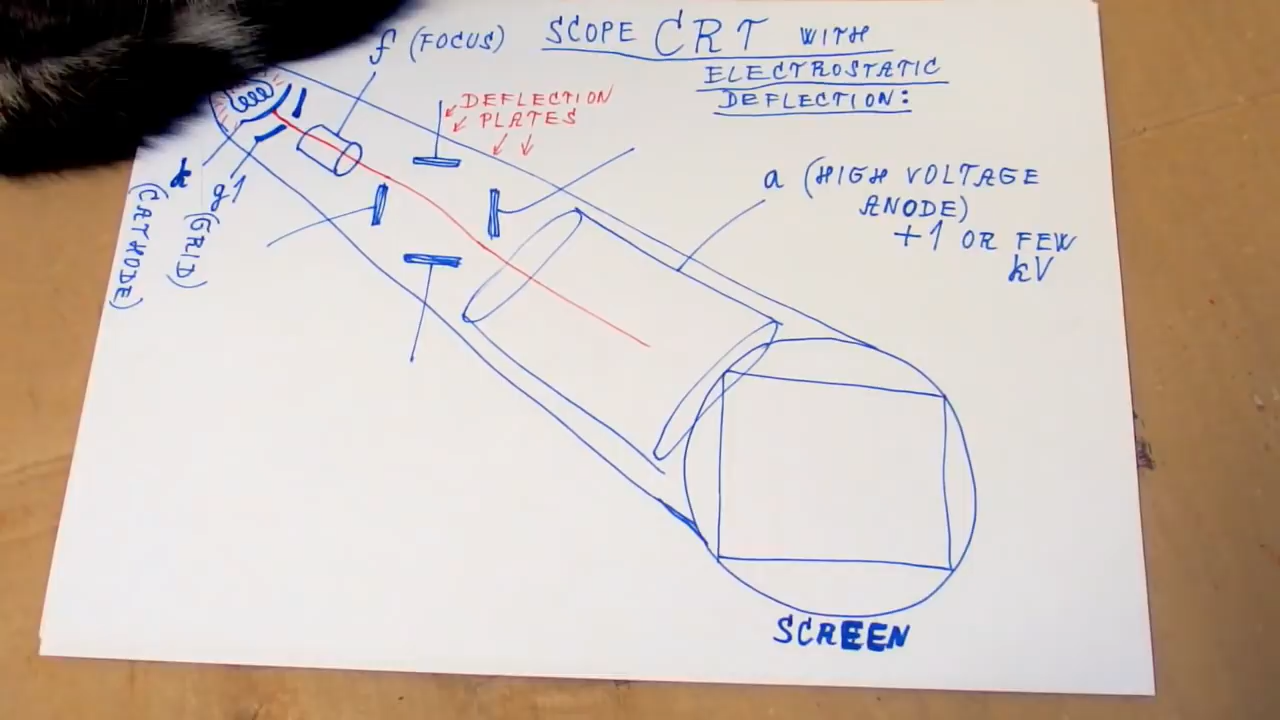 f (FOCUS)
SCOPE CRT WITH
ELECTROSTATIC
DEFLECTION:
DEFLECTION
PLATES
a (HIGH VOLTAGE
ANODE)
+1 OR FEW
kV
k
(CATHODE)
g1
(GRID)
SCREEN